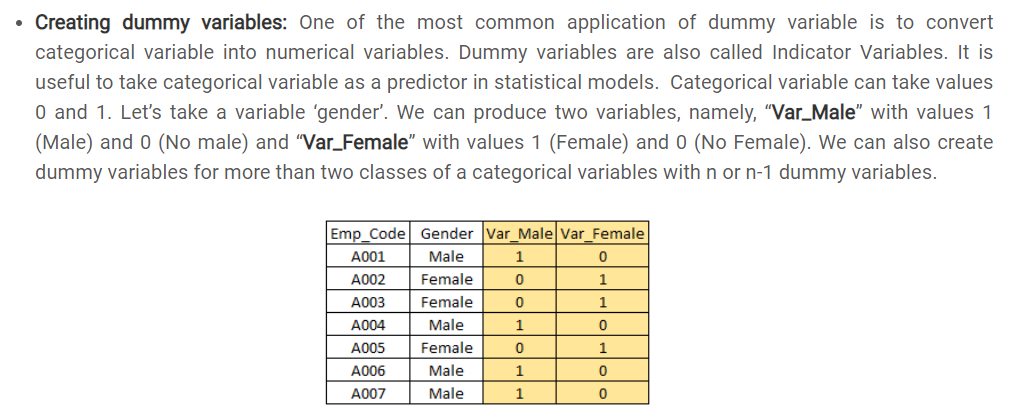 • Creating dummy variables: One of the most common application of dummy variable is to convert
categorical variable into numerical variables. Dummy variables are also called Indicator Variables. It is
useful to take categorical variable as a predictor in statistical models. Categorical variable can take values
0 and 1. Let’s take a variable ‘gender’. We can produce two variables, namely, “Var_Male” with values 1
(Male) and 0 (No male) and “Var_Female” with values 1 (Female) and 0 (No Female). We can also create
dummy variables for more than two classes of a categorical variables with n or n-1 dummy variables.
Emp_Code Gender Var_Male Var_Female
A001 Male 1 0
A002 Female 0 1
A003 Female 0 1
A004 Male 1 0
A005 Female 0 1
A006 Male 1 0
A007 Male 1 0